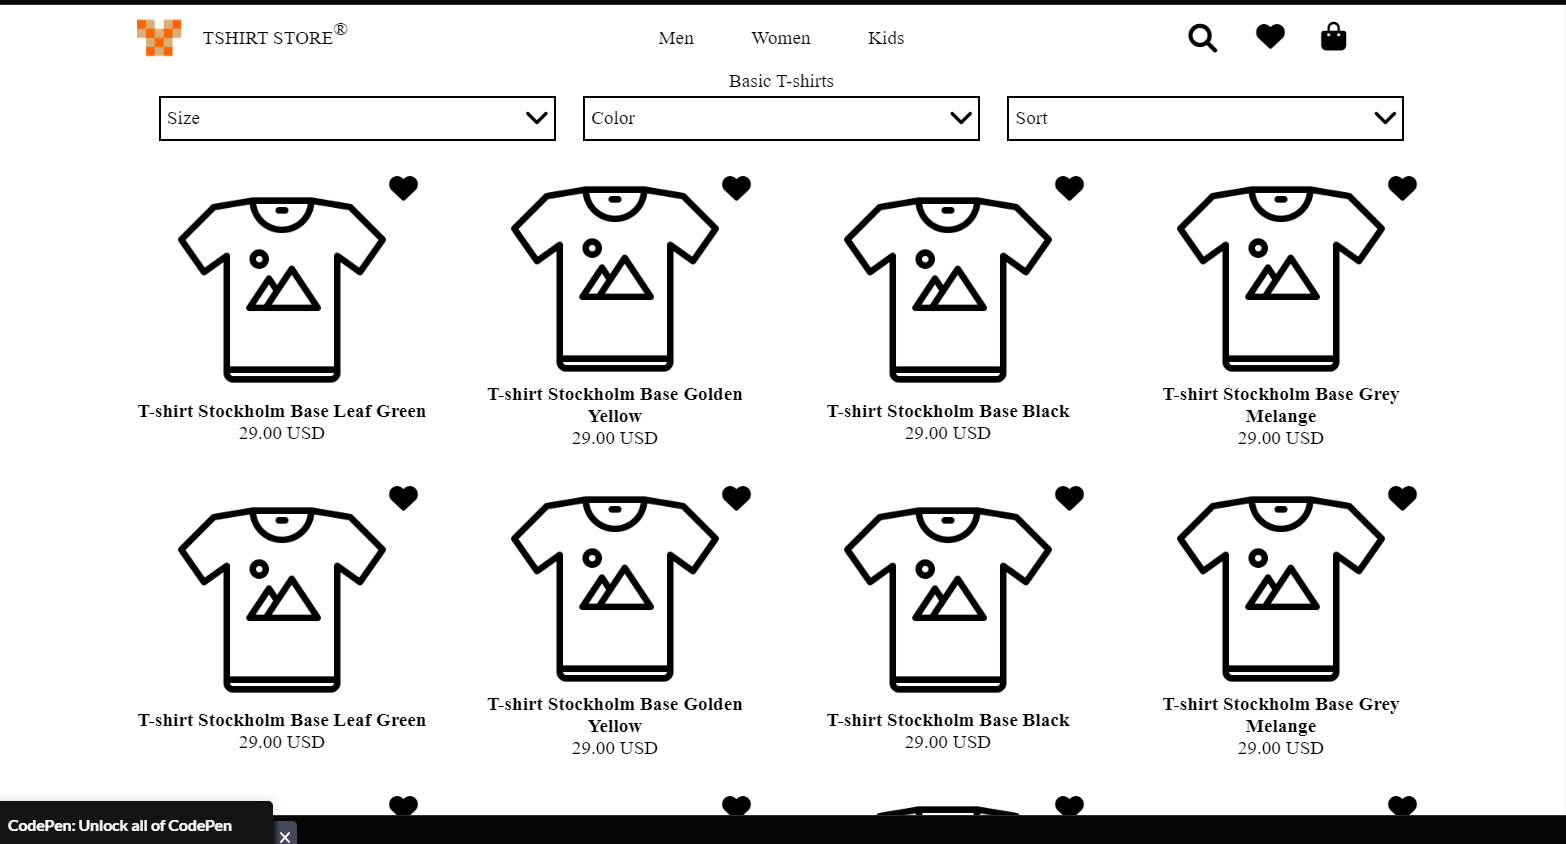 TSHIRT STORE®
Men Women Kids
Basic T-shirts
Size Color Sort
T-shirt Stockholm Base Leaf Green
29.00 USD
T-shirt Stockholm Base Golden
Yellow
29.00 USD
T-shirt Stockholm Base Black
29.00 USD
T-shirt Stockholm Base Grey
Melange
29.00 USD
T-shirt Stockholm Base Leaf Green
29.00 USD
T-shirt Stockholm Base Golden
Yellow
29.00 USD
T-shirt Stockholm Base Black
29.00 USD
T-shirt Stockholm Base Grey
Melange
29.00 USD
CodePen: Unlock all of CodePen